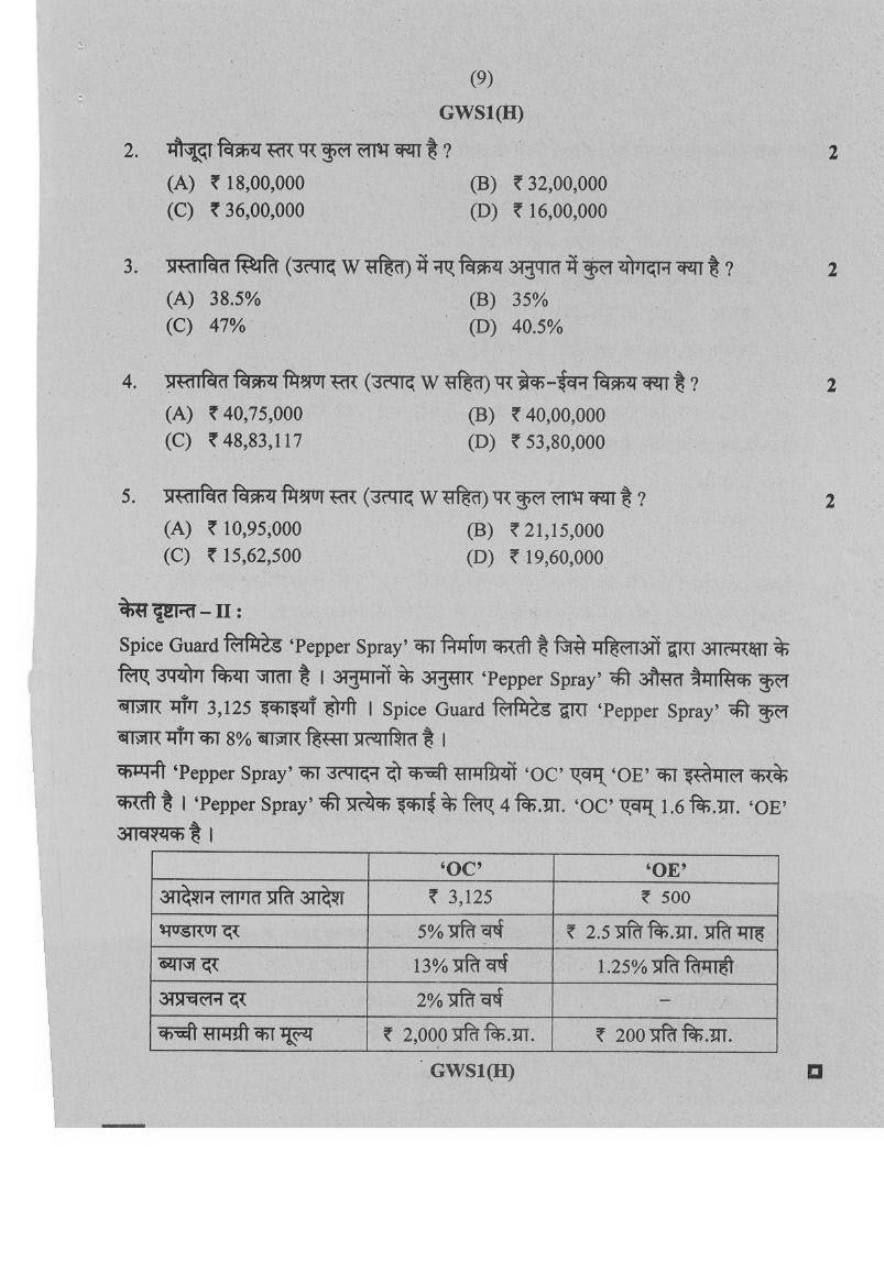 (9)
GWS1(H)
2. मौजूदा विक्रय स्तर पर कुल लाभ क्या है ? 2
(A) ₹ 18,00,000 (B) ₹ 32,00,000
(C) ₹ 36,00,000 (D) ₹ 16,00,000
3. प्रस्तावित स्थिति (उत्पाद W सहित) में नए विक्रय अनुपात में कुल योगदान क्या है ? 2
(A) 38.5% (B) 35%
(C) 47% (D) 40.5%
4. प्रस्तावित विक्रय मिश्रण स्तर (उत्पाद W सहित) पर ब्रेक-ईवन विक्रय क्या है ? 2
(A) ₹ 40,75,000 (B) ₹ 40,00,000
(C) ₹ 48,83,117 (D) ₹ 53,80,000
5. प्रस्तावित विक्रय मिश्रण स्तर (उत्पाद W सहित) पर कुल लाभ क्या है ? 2
(A) ₹ 10,95,000 (B) ₹ 21,15,000
(C) ₹ 15,62,500 (D) ₹ 19,60,000
केस दृष्टान्त – II :
Spice Guard लिमिटेड ‘Pepper Spray’ का निर्माण करती है जिसे महिलाओं द्वारा आत्मरक्षा के
लिए उपयोग किया जाता है । अनुमानों के अनुसार ‘Pepper Spray’ की औसत त्रैमासिक कुल
बाज़ार माँग 3,125 इकाइयाँ होगी । Spice Guard लिमिटेड द्वारा ‘Pepper Spray’ की कुल
बाज़ार माँग का 8% बाज़ार हिस्सा प्रत्याशित है ।
कम्पनी ‘Pepper Spray’ का उत्पादन दो कच्ची सामग्रियों ‘OC’ एवम् ‘OE’ का इस्तेमाल करके
करती है । ‘Pepper Spray’ की प्रत्येक इकाई के लिए 4 कि.ग्रा. ‘OC’ एवम् 1.6 कि.ग्रा. ‘OE’
आवश्यक है ।
‘OC’ ‘OE’
आदेशन लागत प्रति आदेश ₹ 3,125 ₹ 500
भण्डारण दर 5% प्रति वर्ष ₹ 2.5 प्रति कि.ग्रा. प्रति माह
ब्याज दर 13% प्रति वर्ष 1.25% प्रति तिमाही
अप्रचलन दर 2% प्रति वर्ष –
कच्ची सामग्री का मूल्य ₹ 2,000 प्रति कि.ग्रा. ₹ 200 प्रति कि.ग्रा.
GWS1(H)